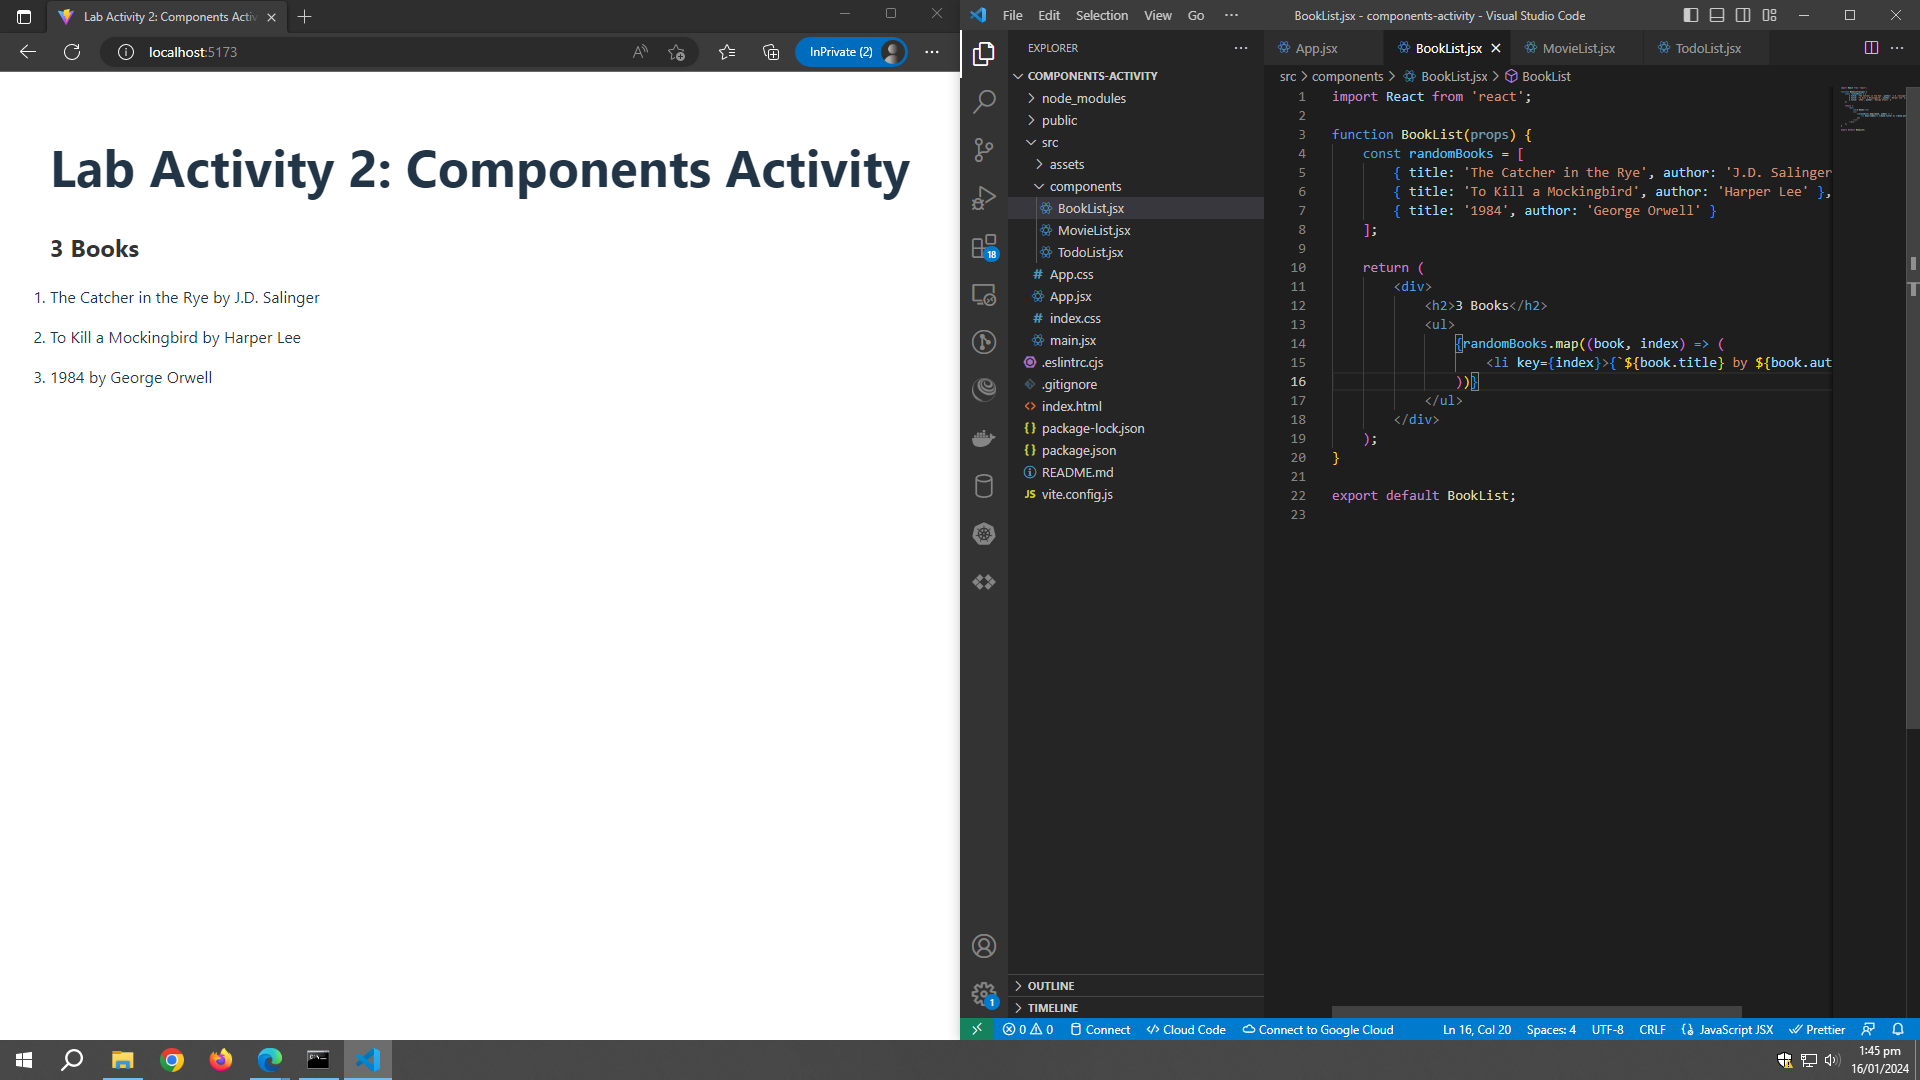 Lab Activity 2: Components Activ
localhost:5173
InPrivate (2)
Lab Activity 2: Components Activity
3 Books
1. The Catcher in the Rye by J.D. Salinger
2. To Kill a Mockingbird by Harper Lee
3. 1984 by George Orwell
File Edit Selection View Go ··· BookList.jsx - components-activity - Visual Studio Code
EXPLORER
COMPONENTS-ACTIVITY
node_modules
public
src
assets
components
BookList.jsx
MovieList.jsx
TodoList.jsx
# App.css
App.jsx
# index.css
main.jsx
.eslintrc.cjs
.gitignore
<> index.html
{} package-lock.json
{} package.json
README.md
JS vite.config.js
OUTLINE
TIMELINE
18
1
App.jsx BookList.jsx MovieList.jsx TodoList.jsx
src > components > BookList.jsx > BookList
1 import React from 'react';
2
3 function BookList(props) {
4 const randomBooks = [
5 { title: 'The Catcher in the Rye', author: 'J.D. Salinger
6 { title: 'To Kill a Mockingbird', author: 'Harper Lee' },
7 { title: '1984', author: 'George Orwell' }
8 ];
9
10 return (
11 <div>
12 <h2>3 Books</h2>
13 <ul>
14 {randomBooks.map((book, index) => (
15 <li key={index}>{`${book.title} by ${book.aut
16 ))}
17 </ul>
18 </div>
19 );
20 }
21
22 export default BookList;
23
0 0 Connect Cloud Code Connect to Google Cloud Ln 16, Col 20 Spaces: 4 UTF-8 CRLF {} JavaScript JSX Prettier
1:45 pm
16/01/2024